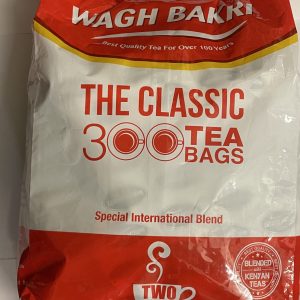 WAGH BAKRI
Best Quality Tea For Over 100 Years
THE CLASSIC
300 TEA
BAGS
Special International Blend
BLENDED
with
KENYAN
TEAS
TWO